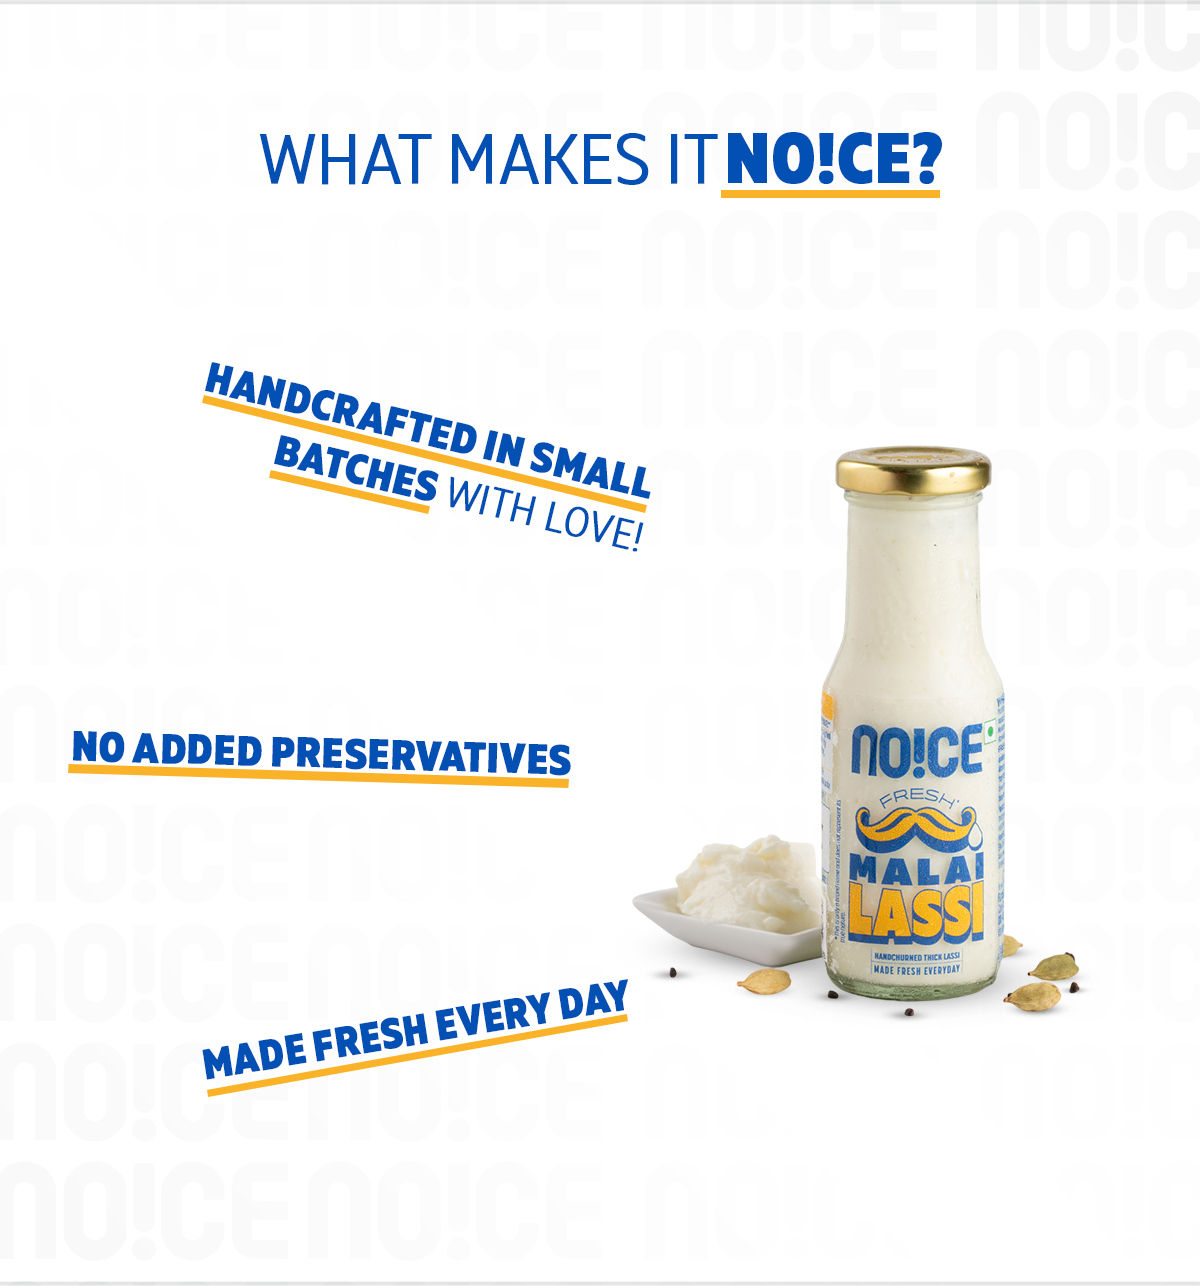 WHAT MAKES IT NO!CE?
HANDCRAFTED IN SMALL
BATCHES WITH LOVE!
NO ADDED PRESERVATIVES
MADE FRESH EVERY DAY
NO!CE
FRESH*
MALAI
LASSI
HANDCHURNED THICK LASSI
MADE FRESH EVERYDAY